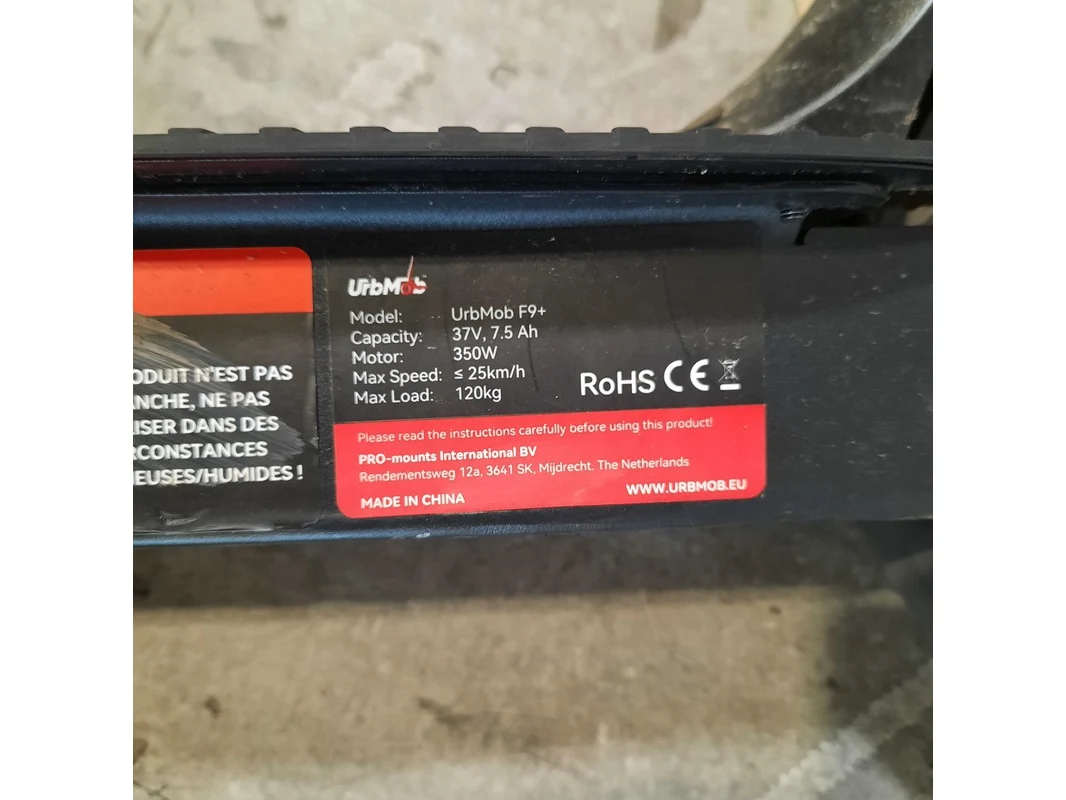 ODUIT N'EST PAS
ANCHE, NE PAS
ISER DANS DES
RCONSTANCES
EUSES/HUMIDES !
UrbMob
Model: UrbMob F9+
Capacity: 37V, 7.5 Ah
Motor: 350W
Max Speed: ≤ 25km/h
Max Load: 120kg
RoHS CE
Please read the instructions carefully before using this product!
PRO-mounts International BV
Rendementsweg 12a, 3641 SK, Mijdrecht. The Netherlands
MADE IN CHINA
WWW.URBMOB.EU